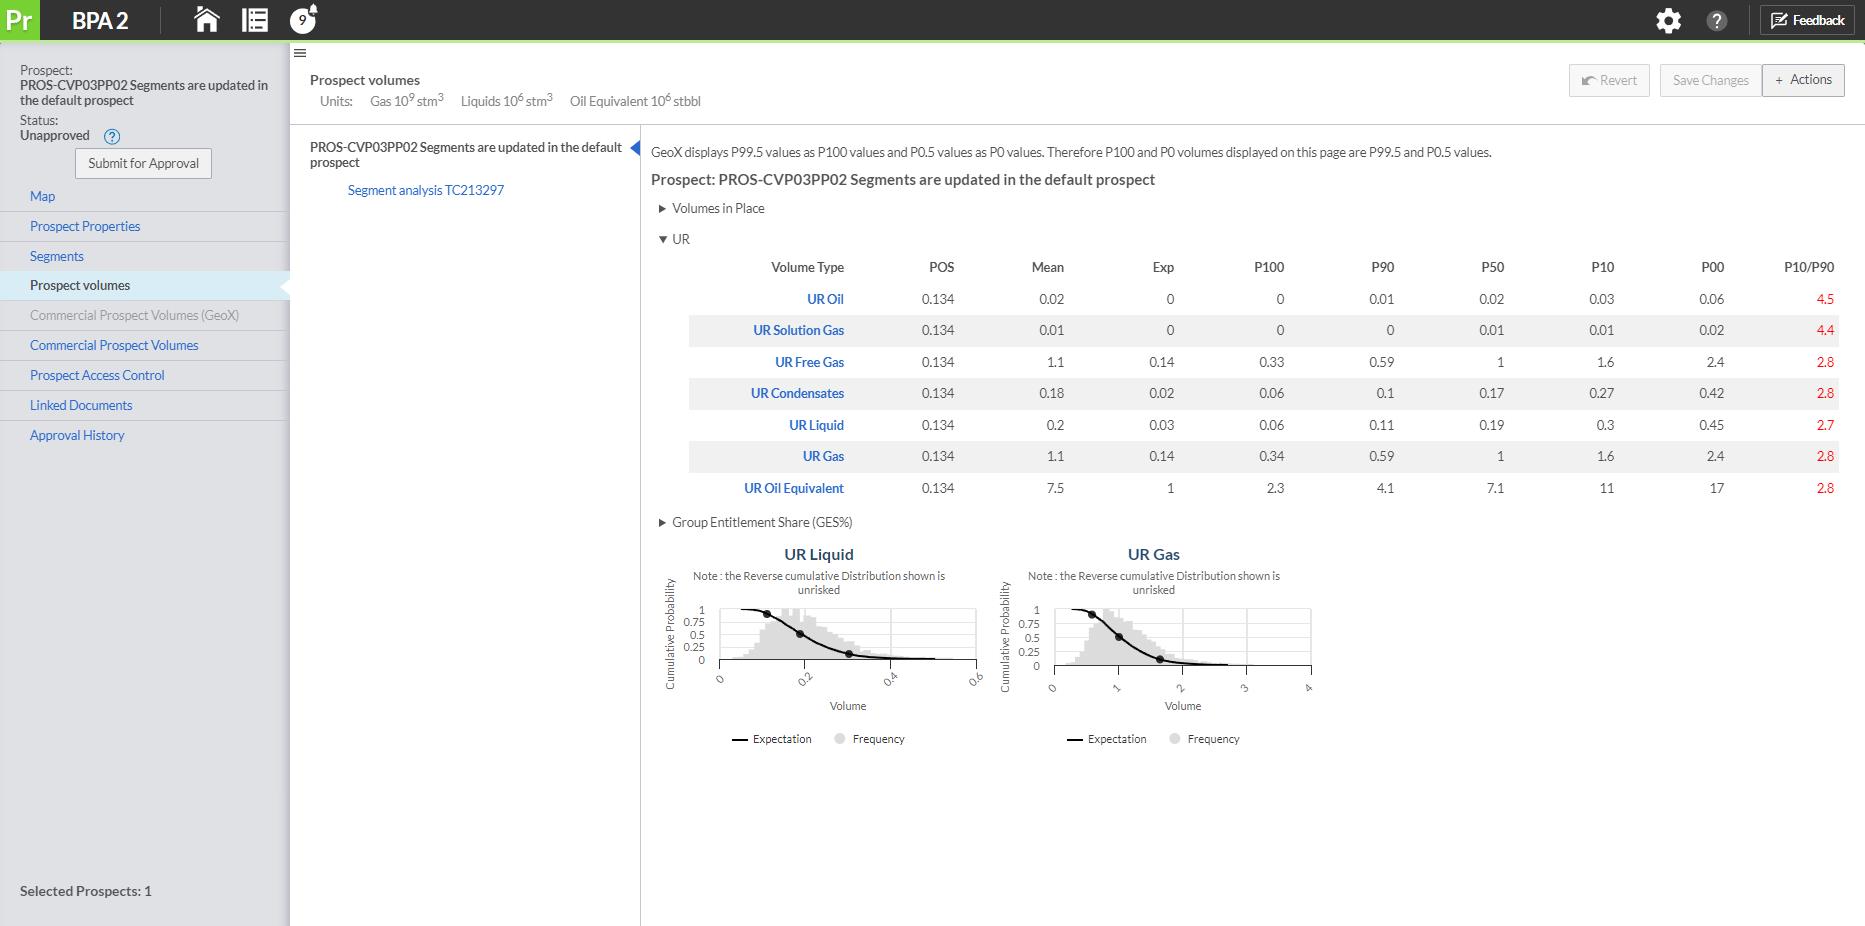 Pr BPA 2 9 ? Feedback
Prospect:
PROS-CVP03PP02 Segments are updated in
the default prospect
Status:
Unapproved ?
Submit for Approval
Map
Prospect Properties
Segments
Prospect volumes
Commercial Prospect Volumes (GeoX)
Commercial Prospect Volumes
Prospect Access Control
Linked Documents
Approval History
Selected Prospects: 1
Prospect volumes
Units: Gas 10⁹ stm³ Liquids 10⁶ stm³ Oil Equivalent 10⁶ stbbl
Revert Save Changes + Actions
PROS-CVP03PP02 Segments are updated in the default
prospect
Segment analysis TC213297
GeoX displays P99.5 values as P100 values and P0.5 values as P0 values. Therefore P100 and P0 volumes displayed on this page are P99.5 and P0.5 values.
Prospect: PROS-CVP03PP02 Segments are updated in the default prospect
Volumes in Place
UR
Volume Type POS Mean Exp P100 P90 P50 P10 P00 P10/P90
UR Oil 0.134 0.02 0 0 0.01 0.02 0.03 0.06 4.5
UR Solution Gas 0.134 0.01 0 0 0 0.01 0.01 0.02 4.4
UR Free Gas 0.134 1.1 0.14 0.33 0.59 1 1.6 2.4 2.8
UR Condensates 0.134 0.18 0.02 0.06 0.1 0.17 0.27 0.42 2.8
UR Liquid 0.134 0.2 0.03 0.06 0.11 0.19 0.3 0.45 2.7
UR Gas 0.134 1.1 0.14 0.34 0.59 1 1.6 2.4 2.8
UR Oil Equivalent 0.134 7.5 1 2.3 4.1 7.1 11 17 2.8
Group Entitlement Share (GES%)
UR Liquid
Note : the Reverse cumulative Distribution shown is
unrisked
Cumulative Probability
1
0.75
0.5
0.25
0
0 0.2 0.4 0.6
Volume
Expectation Frequency
UR Gas
Note : the Reverse cumulative Distribution shown is
unrisked
Cumulative Probability
1
0.75
0.5
0.25
0
0 1 2 3 4
Volume
Expectation Frequency